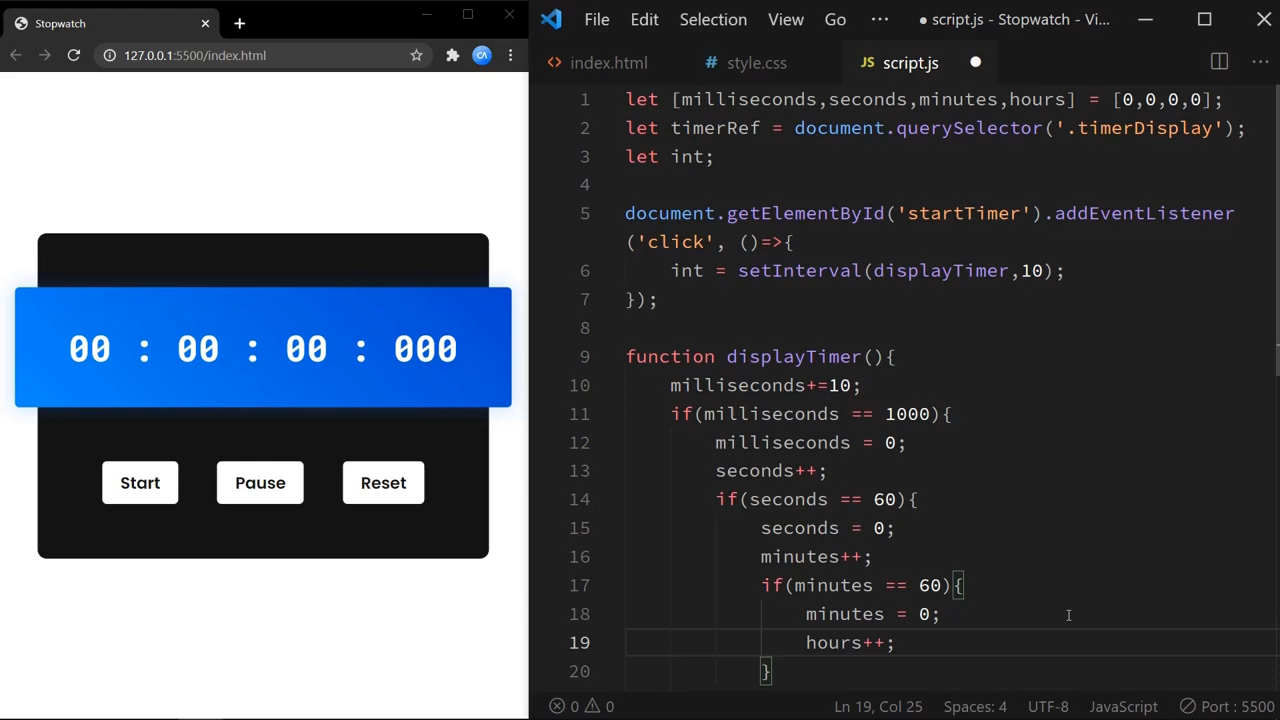 Stopwatch
127.0.0.1:5500/index.html
00 : 00 : 00 : 000
Start Pause Reset
File Edit Selection View Go ··· ● script.js - Stopwatch - Vi...
<> index.html # style.css JS script.js ●
1 let [milliseconds,seconds,minutes,hours] = [0,0,0,0];
2 let timerRef = document.querySelector('.timerDisplay');
3 let int;
4
5 document.getElementById('startTimer').addEventListener
('click', ()=>{
6 int = setInterval(displayTimer,10);
7 });
8
9 function displayTimer(){
10 milliseconds+=10;
11 if(milliseconds == 1000){
12 milliseconds = 0;
13 seconds++;
14 if(seconds == 60){
15 seconds = 0;
16 minutes++;
17 if(minutes == 60){
18 minutes = 0;
19 hours++;
20 }
0 0 Ln 19, Col 25 Spaces: 4 UTF-8 JavaScript Port : 5500